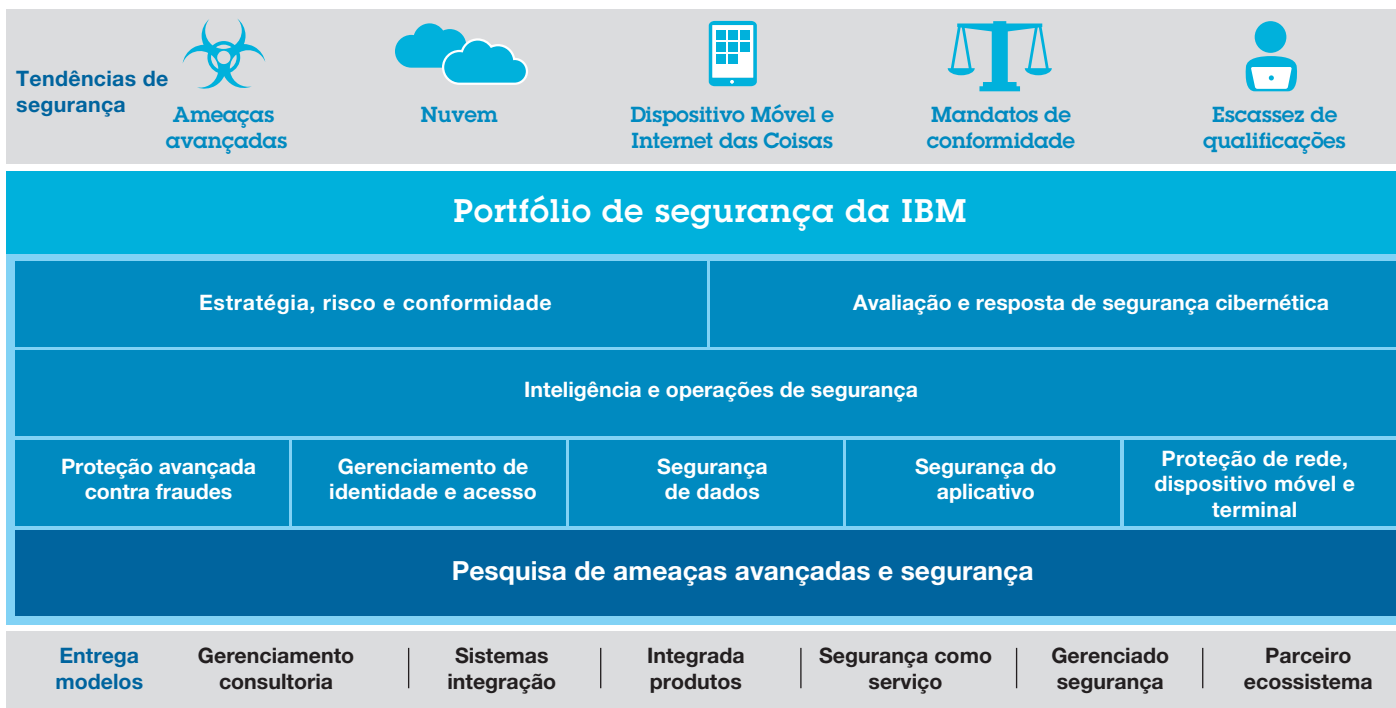 Tendências de
segurança
Ameaças
avançadas
Nuvem
Dispositivo Móvel e
Internet das Coisas
Mandatos de
conformidade
Escassez de
qualificações
Portfólio de segurança da IBM
Estratégia, risco e conformidade
Avaliação e resposta de segurança cibernética
Inteligência e operações de segurança
Proteção avançada
contra fraudes
Gerenciamento de
identidade e acesso
Segurança
de dados
Segurança do
aplicativo
Proteção de rede,
dispositivo móvel e
terminal
Pesquisa de ameaças avançadas e segurança
Entrega
modelos
Gerenciamento
consultoria
Sistemas
integração
Integrada
produtos
Segurança como
serviço
Gerenciado
segurança
Parceiro
ecossistema